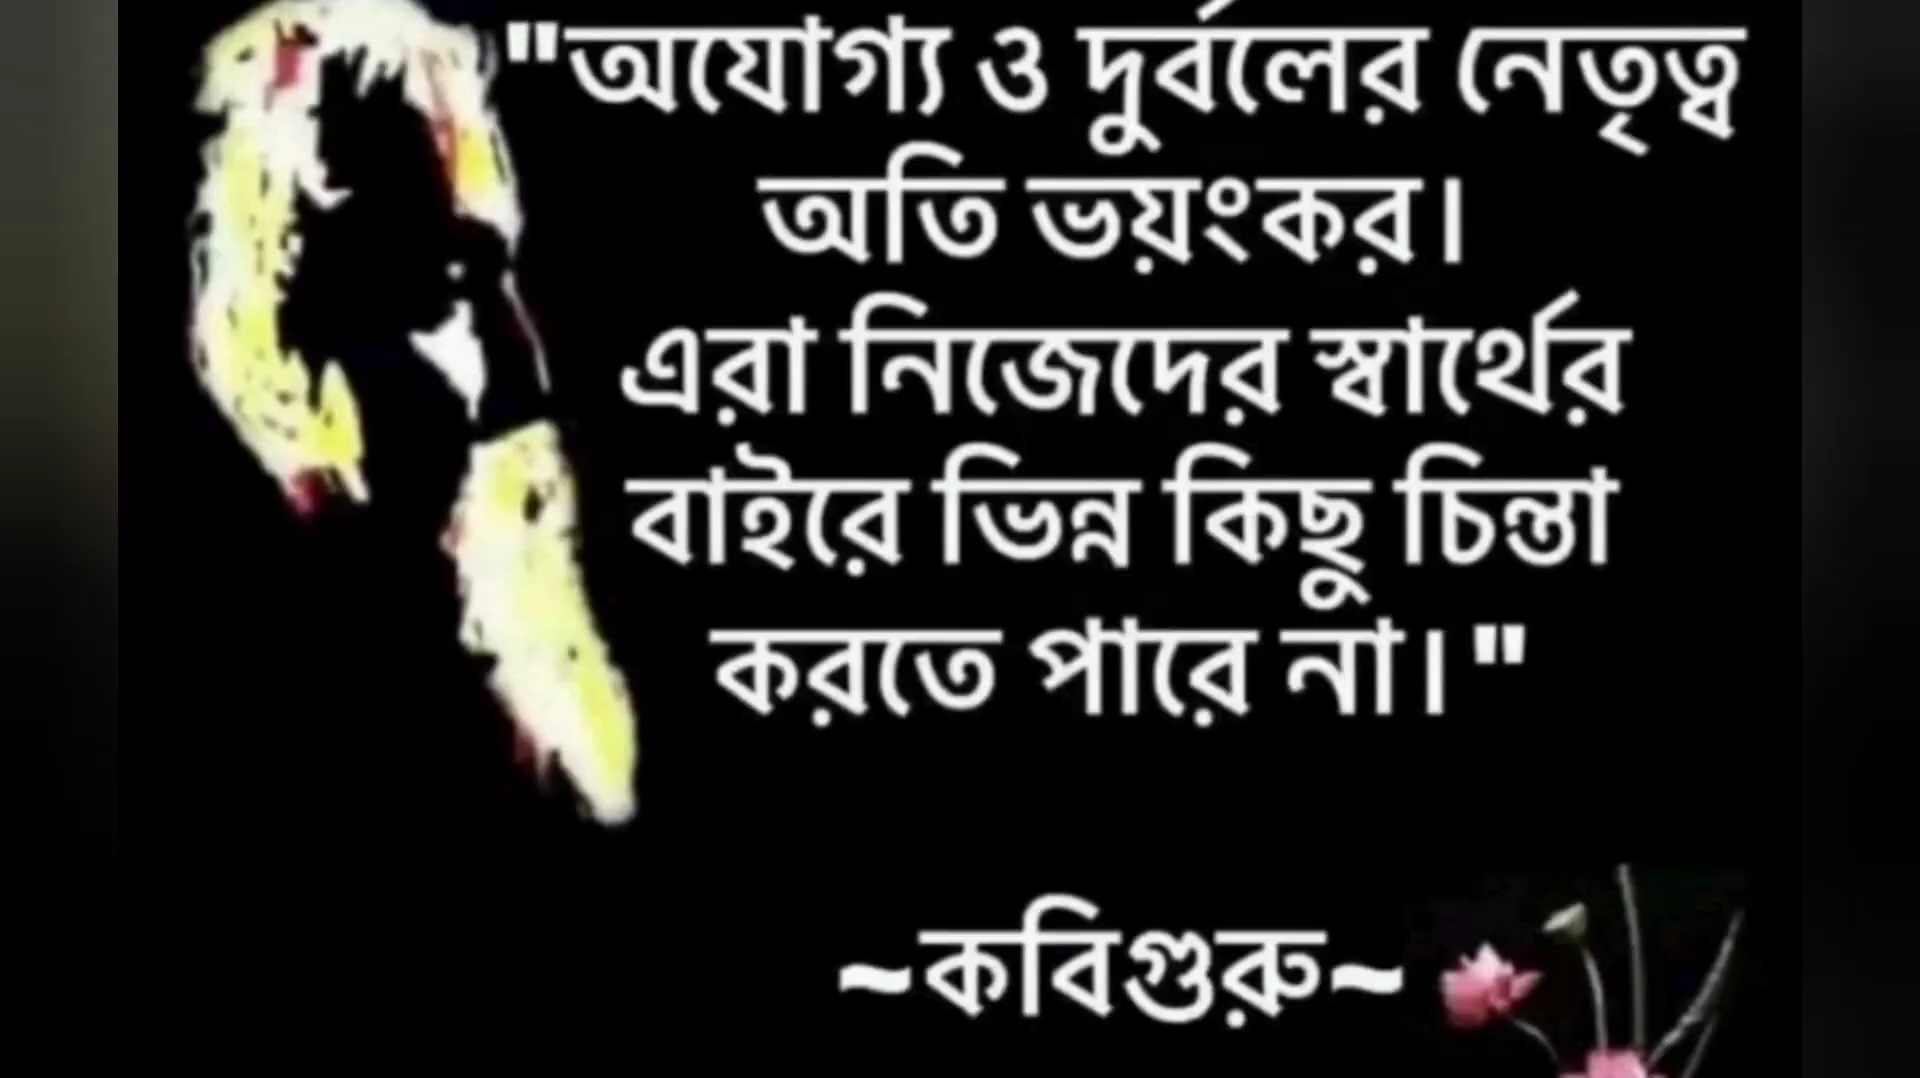 "অযোগ্য ও দুর্বলের নেতৃত্ব
অতি ভয়ংকর।
এরা নিজেদের স্বার্থের
বাইরে ভিন্ন কিছু চিন্তা
করতে পারে না।"
~কবিগুরু~